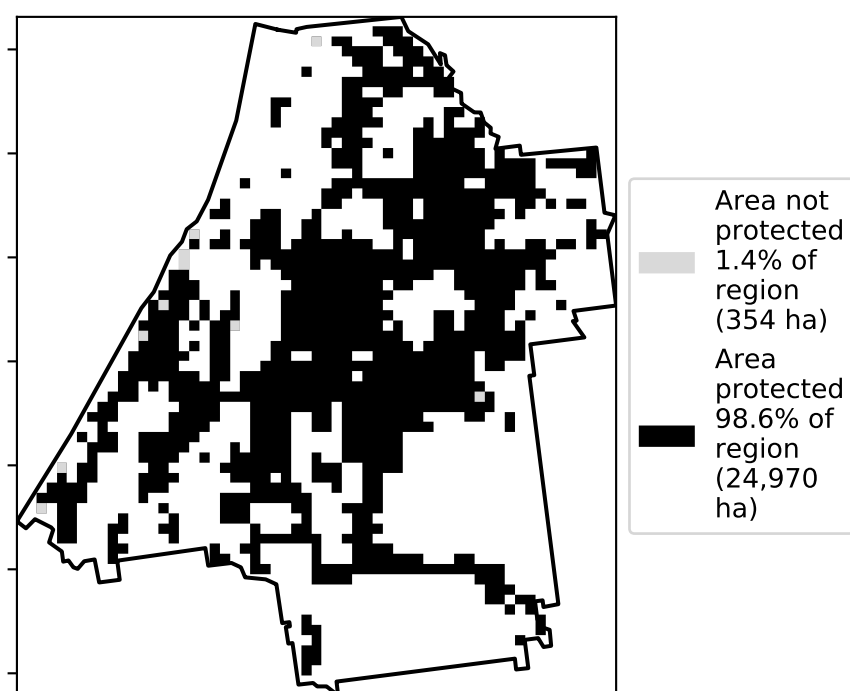 Area not
protected
1.4% of
region
(354 ha)
Area
protected
98.6% of
region
(24,970
ha)